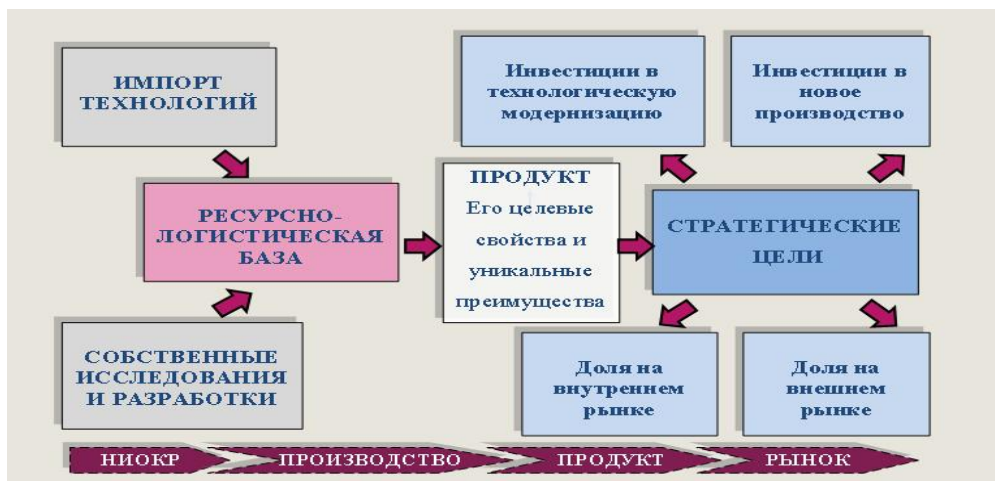 ИМПОРТ
ТЕХНОЛОГИЙ
Инвестиции в
технологическую
модернизацию
Инвестиции в
новое
производство
РЕСУРСНО-
ЛОГИСТИЧЕСКАЯ
БАЗА
ПРОДУКТ
Его целевые
свойства и
уникальные
преимущества
СТРАТЕГИЧЕСКИЕ
ЦЕЛИ
СОБСТВЕННЫЕ
ИССЛЕДОВАНИЯ
И РАЗРАБОТКИ
Доля на
внутреннем
рынке
Доля на
внешнем
рынке
НИОКР
ПРОИЗВОДСТВО
ПРОДУКТ
РЫНОК